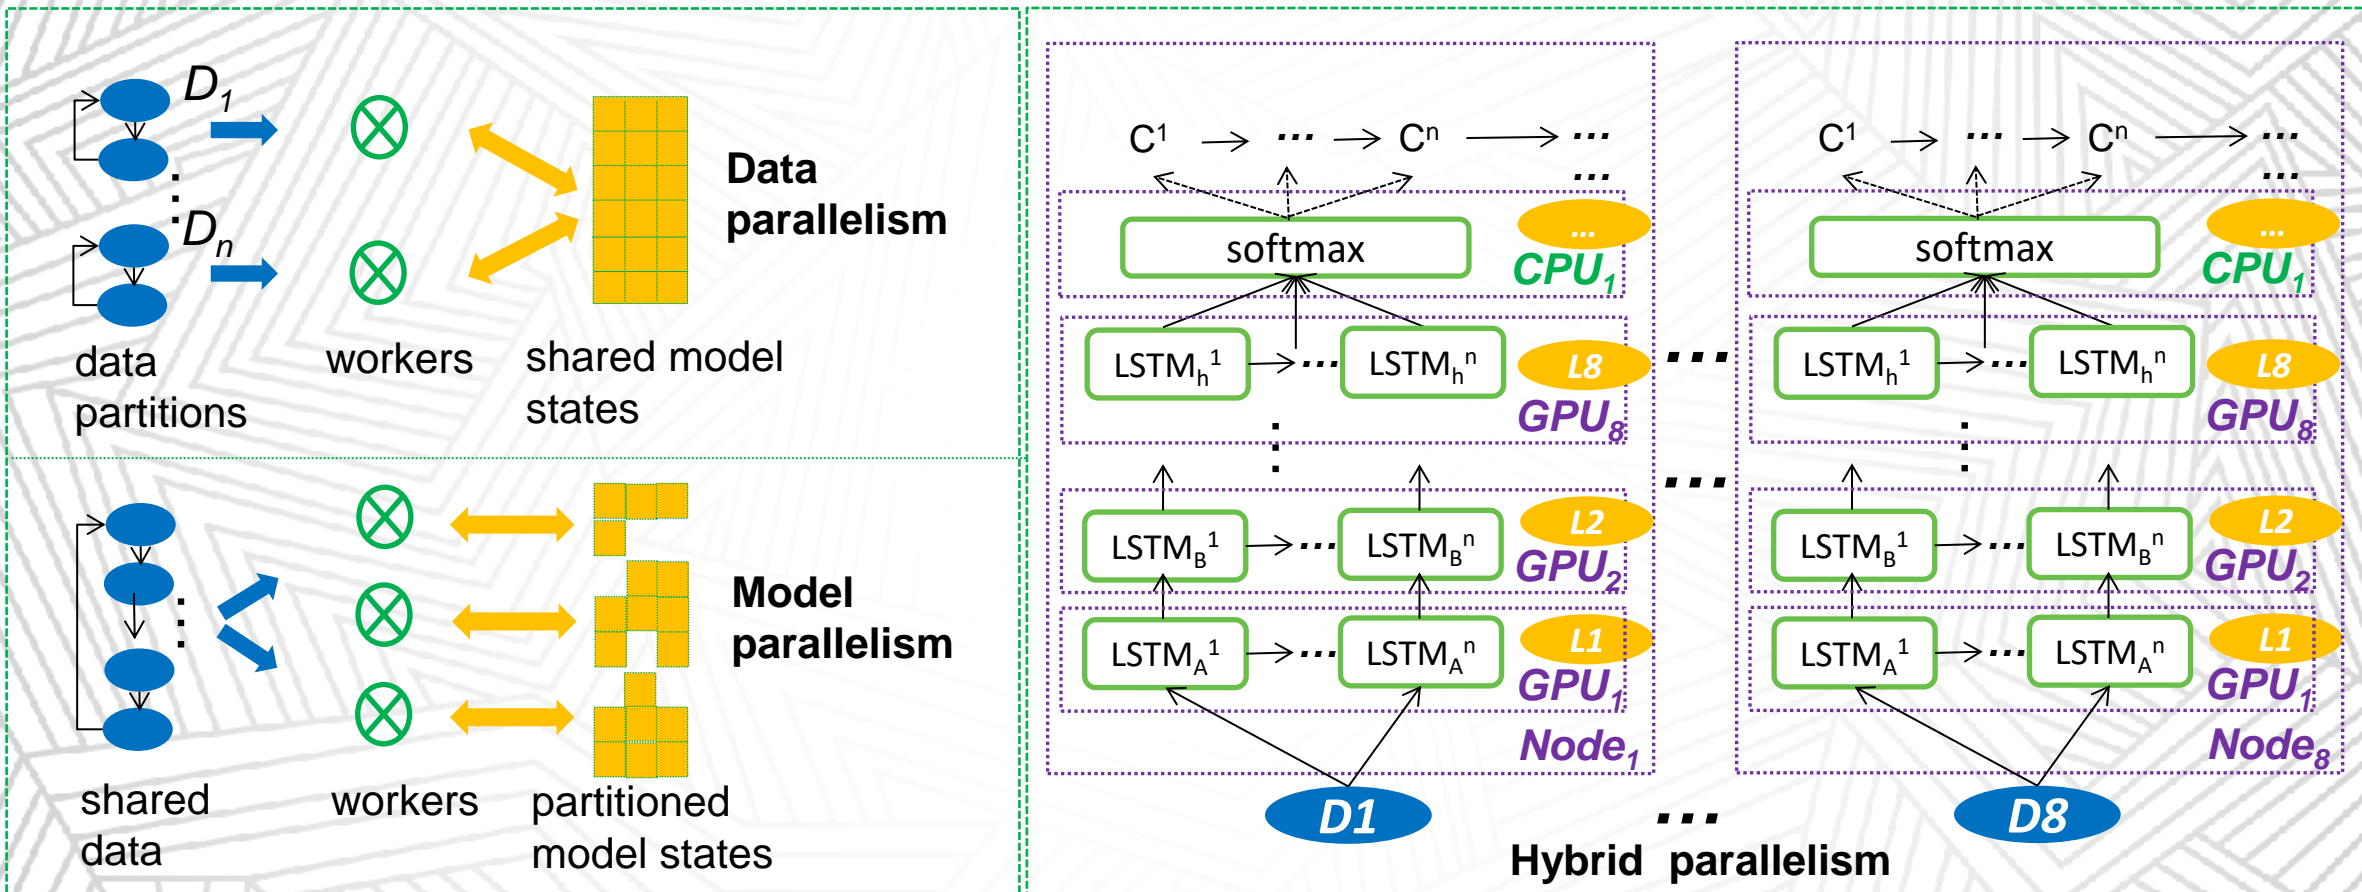 D1
Dn
Data
parallelism
data
partitions
workers
shared model
states
Model
parallelism
shared
data
workers
partitioned
model states
C1 ... Cn ...
...
softmax
...
CPU1
LSTMh1 ... LSTMhn
L8
GPU8
LSTMB1 ... LSTMBn
L2
GPU2
LSTMA1 ... LSTMAn
L1
GPU1
Node1
D1
...
...
C1 ... Cn ...
...
softmax
...
CPU1
LSTMh1 ... LSTMhn
L8
GPU8
LSTMB1 ... LSTMBn
L2
GPU2
LSTMA1 ... LSTMAn
L1
GPU1
Node8
D8
...
Hybrid parallelism